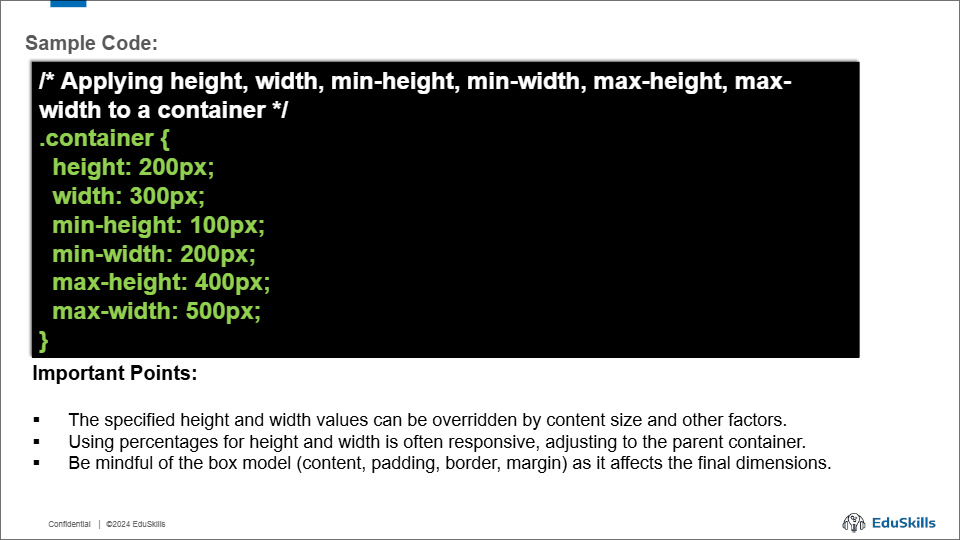 Sample Code:
/* Applying height, width, min-height, min-width, max-height, max-
width to a container */
.container {
  height: 200px;
  width: 300px;
  min-height: 100px;
  min-width: 200px;
  max-height: 400px;
  max-width: 500px;
}
Important Points:
▪ The specified height and width values can be overridden by content size and other factors.
▪ Using percentages for height and width is often responsive, adjusting to the parent container.
▪ Be mindful of the box model (content, padding, border, margin) as it affects the final dimensions.
Confidential | ©2024 EduSkills
EduSkills